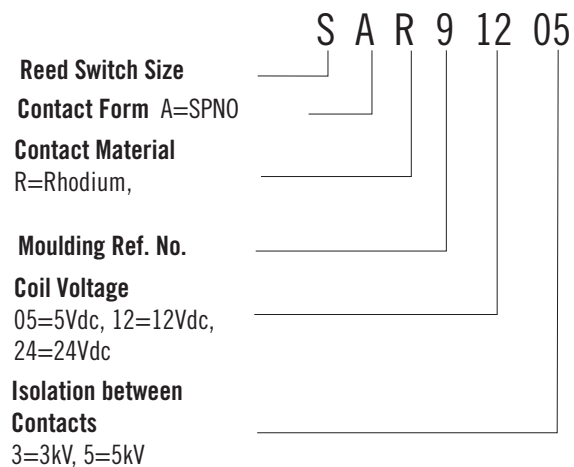 S A R 9 12 05
Reed Switch Size
Contact Form A=SPNO
Contact Material
R=Rhodium,
Moulding Ref. No.
Coil Voltage
05=5Vdc, 12=12Vdc,
24=24Vdc
Isolation between
Contacts
3=3kV, 5=5kV